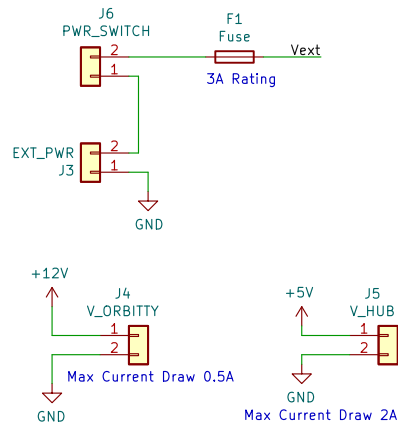 J6
PWR_SWITCH
2
1
F1
Fuse
Vext
3A Rating
EXT_PWR
J3
2
1
GND
+12V
J4
V_ORBITTY
1
2
Max Current Draw 0.5A
GND
+5V
J5
V_HUB
1
2
GND
Max Current Draw 2A